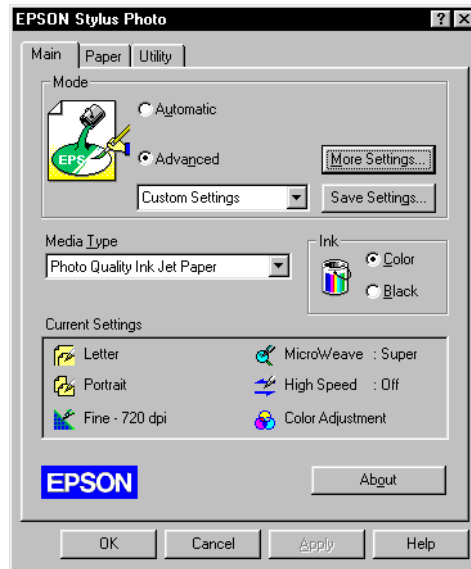 EPSON Stylus Photo
Main Paper Utility
Mode
Automatic
EPS
Advanced More Settings...
Custom Settings Save Settings...
Media Type
Photo Quality Ink Jet Paper
Ink
Color
Black
Current Settings
Letter MicroWeave : Super
Portrait High Speed : Off
Fine - 720 dpi Color Adjustment
EPSON
About
OK Cancel Apply Help